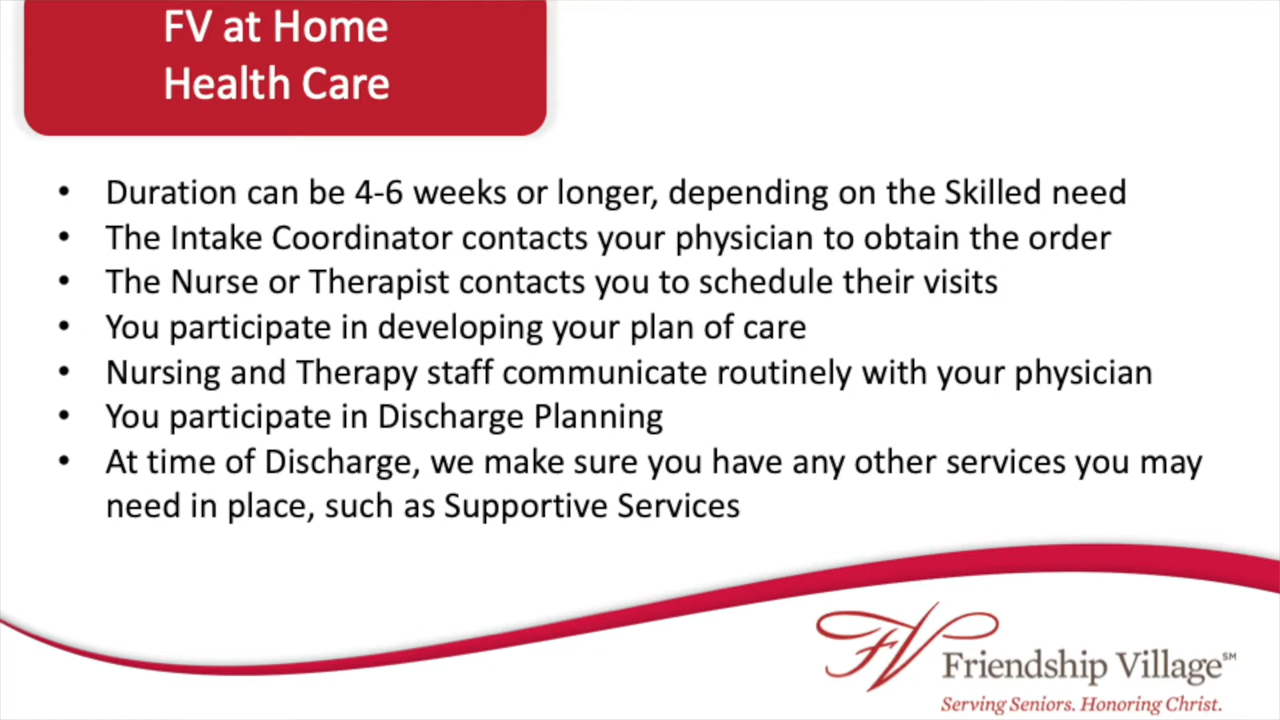 FV at Home
Health Care
• Duration can be 4-6 weeks or longer, depending on the Skilled need
• The Intake Coordinator contacts your physician to obtain the order
• The Nurse or Therapist contacts you to schedule their visits
• You participate in developing your plan of care
• Nursing and Therapy staff communicate routinely with your physician
• You participate in Discharge Planning
• At time of Discharge, we make sure you have any other services you may
need in place, such as Supportive Services
FV
Friendship Village℠
Serving Seniors. Honoring Christ.